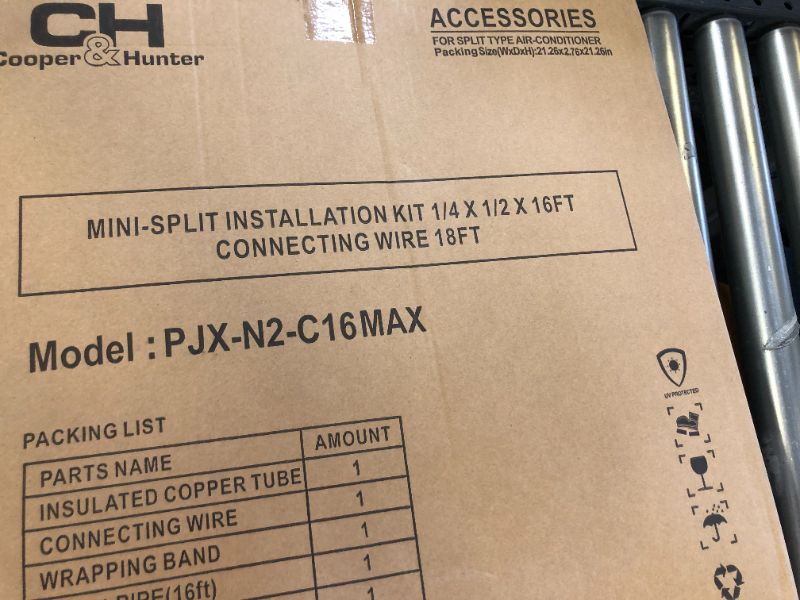 CH
Cooper&Hunter
ACCESSORIES
FOR SPLIT TYPE AIR-CONDITIONER
Packing Size(WxDxH):21.26x2.76x21.26in
MINI-SPLIT INSTALLATION KIT 1/4 X 1/2 X 16FT
CONNECTING WIRE 18FT
Model : PJX-N2-C16MAX
UV PROTECTED
PACKING LIST
PARTS NAME AMOUNT
INSULATED COPPER TUBE 1
CONNECTING WIRE 1
WRAPPING BAND 1
PIPE(16ft) 1
1